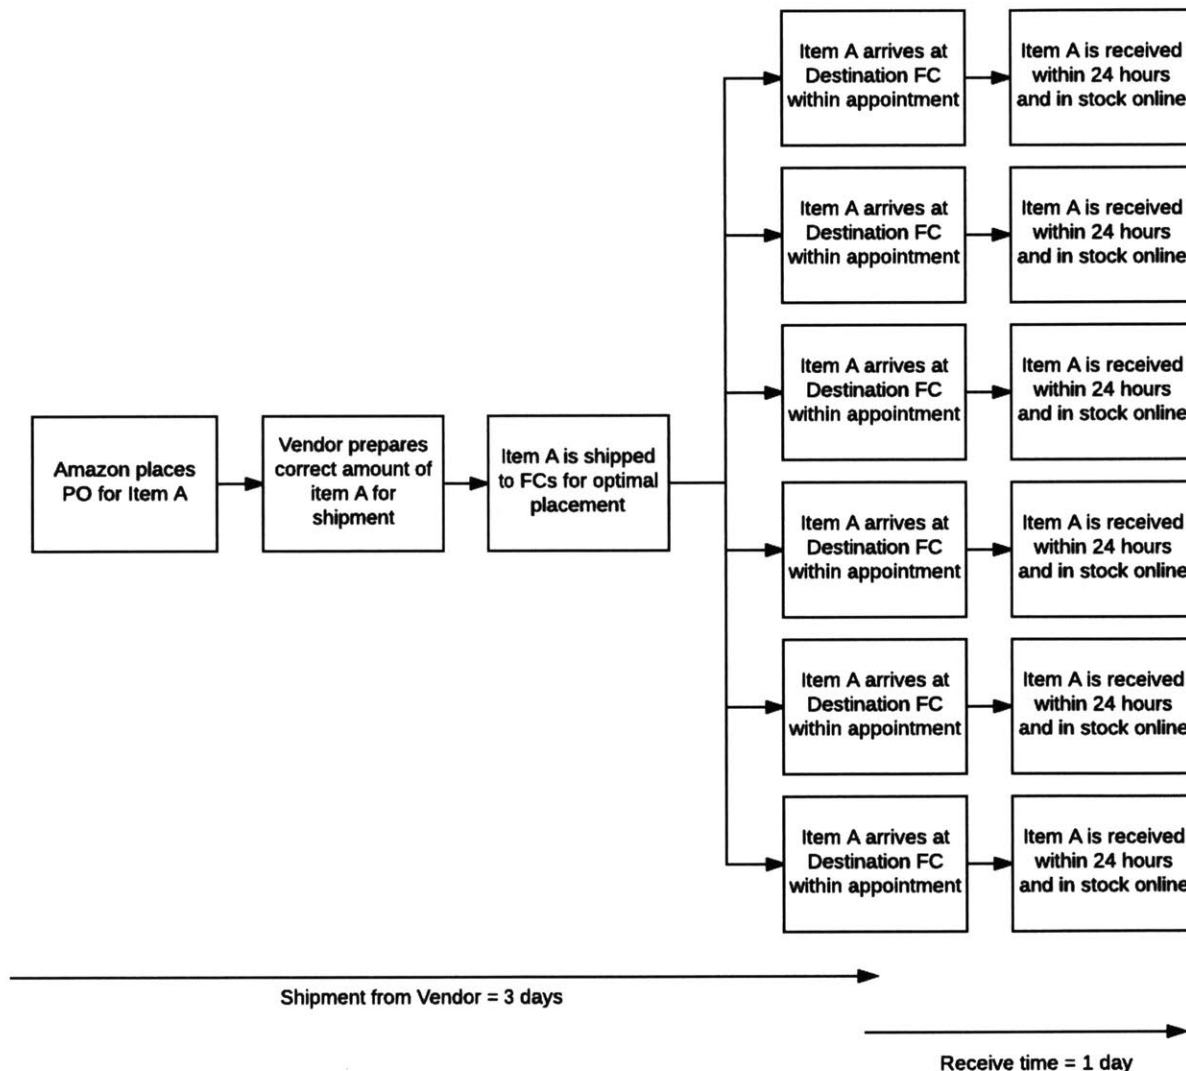 Amazon places
PO for Item A
Vendor prepares
correct amount of
item A for
shipment
Item A is shipped
to FCs for optimal
placement
Item A arrives at
Destination FC
within appointment
Item A is received
within 24 hours
and in stock online
Item A arrives at
Destination FC
within appointment
Item A is received
within 24 hours
and in stock online
Item A arrives at
Destination FC
within appointment
Item A is received
within 24 hours
and in stock online
Item A arrives at
Destination FC
within appointment
Item A is received
within 24 hours
and in stock online
Item A arrives at
Destination FC
within appointment
Item A is received
within 24 hours
and in stock online
Item A arrives at
Destination FC
within appointment
Item A is received
within 24 hours
and in stock online
Shipment from Vendor = 3 days
Receive time = 1 day